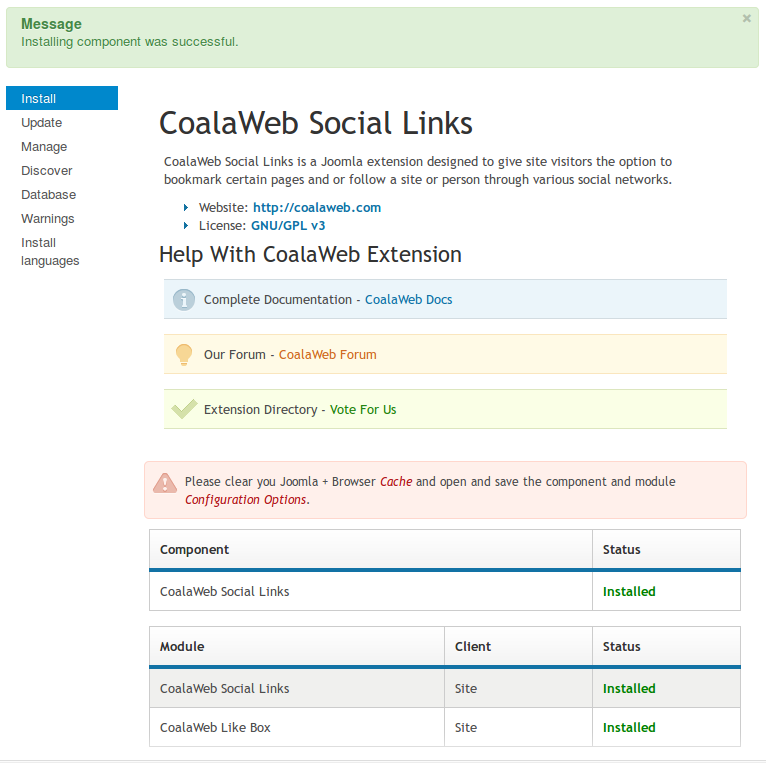 Message
×
Installing component was successful.
Install
Update
Manage
Discover
Database
Warnings
Install
languages
CoalaWeb Social Links
CoalaWeb Social Links is a Joomla extension designed to give site visitors the option to
bookmark certain pages and or follow a site or person through various social networks.
Website: http://coalaweb.com
License: GNU/GPL v3
Help With CoalaWeb Extension
Complete Documentation - CoalaWeb Docs
Our Forum - CoalaWeb Forum
Extension Directory - Vote For Us
Please clear you Joomla + Browser Cache and open and save the component and module
Configuration Options.
Component Status
CoalaWeb Social Links Installed
Module Client Status
CoalaWeb Social Links Site Installed
CoalaWeb Like Box Site Installed